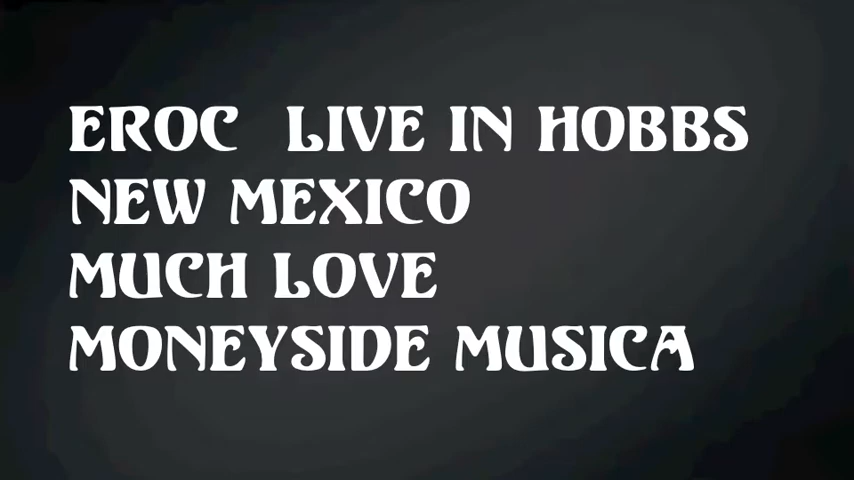 EROC  LIVE IN HOBBS
NEW MEXICO
MUCH LOVE
MONEYSIDE MUSICA